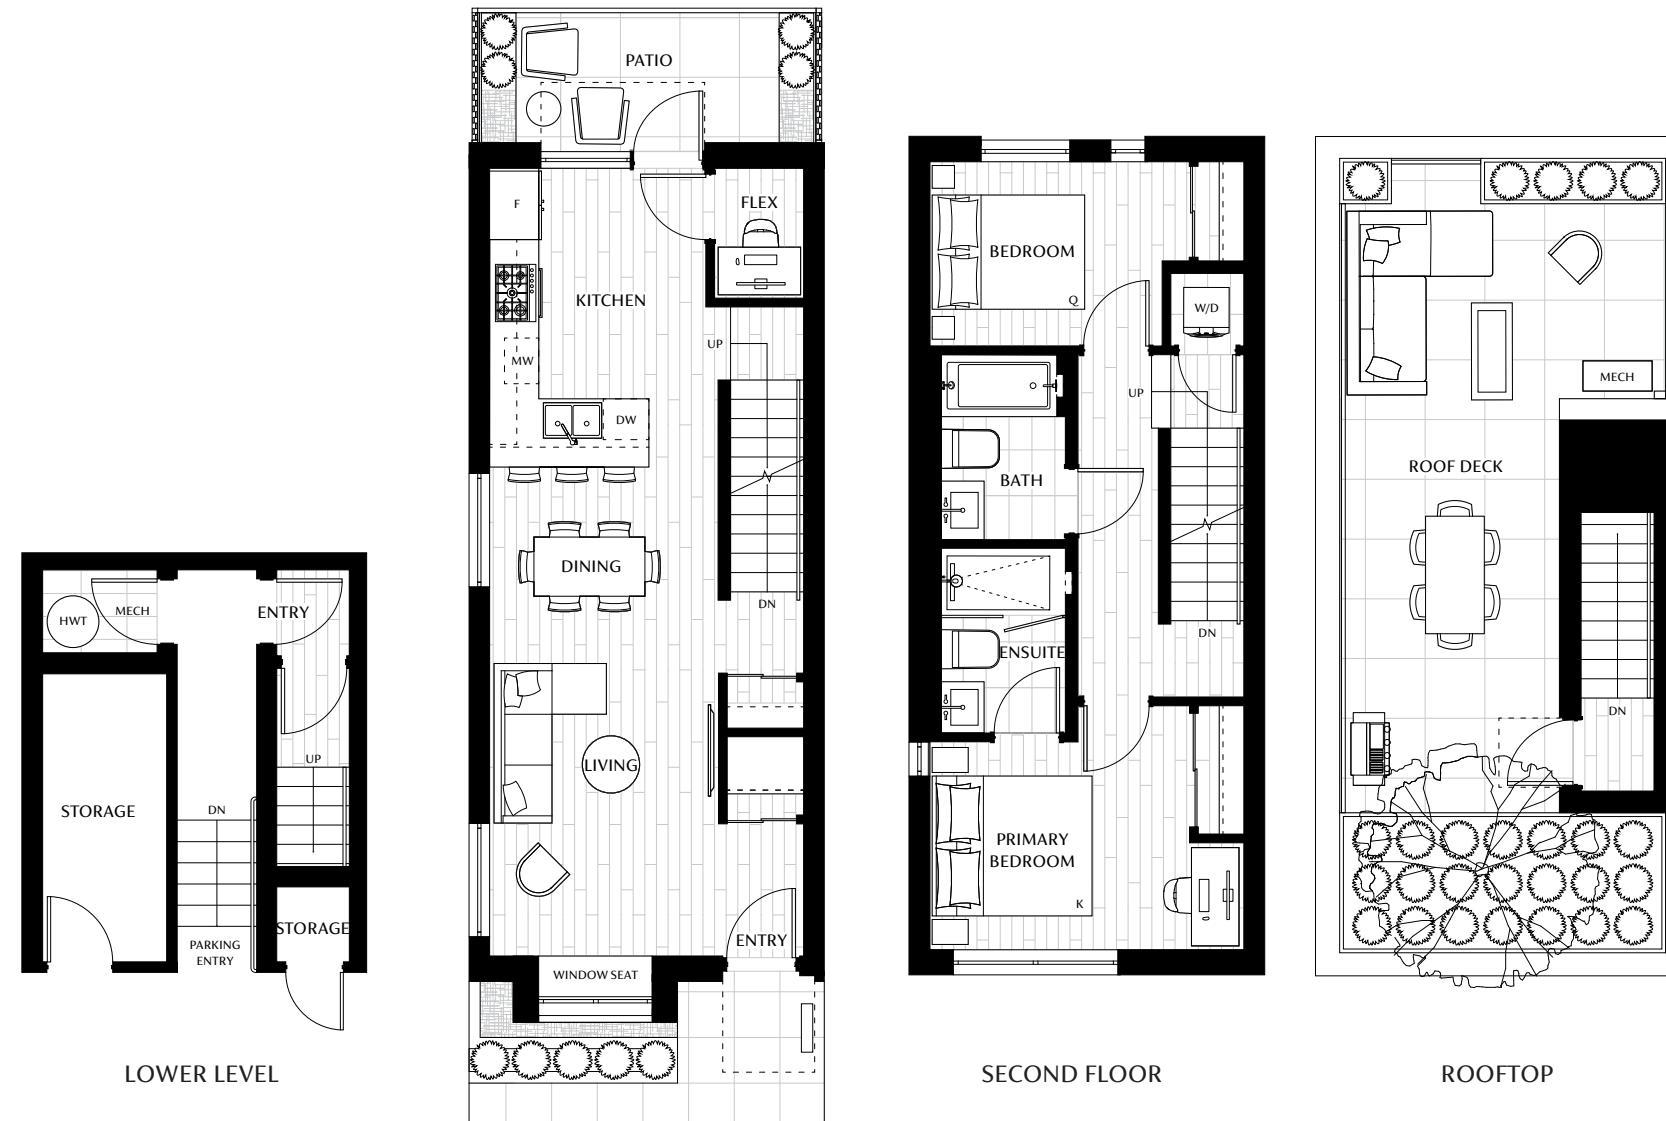 HWT
MECH
ENTRY
UP
STORAGE
DN
PARKING
ENTRY
STORAGE
LOWER LEVEL
PATIO
F
FLEX
KITCHEN
MW
UP
DW
DINING
DN
LIVING
ENTRY
WINDOW SEAT
BEDROOM
Q
W/D
UP
BATH
DN
ENSUITE
PRIMARY
BEDROOM
K
SECOND FLOOR
MECH
ROOF DECK
DN
ROOFTOP